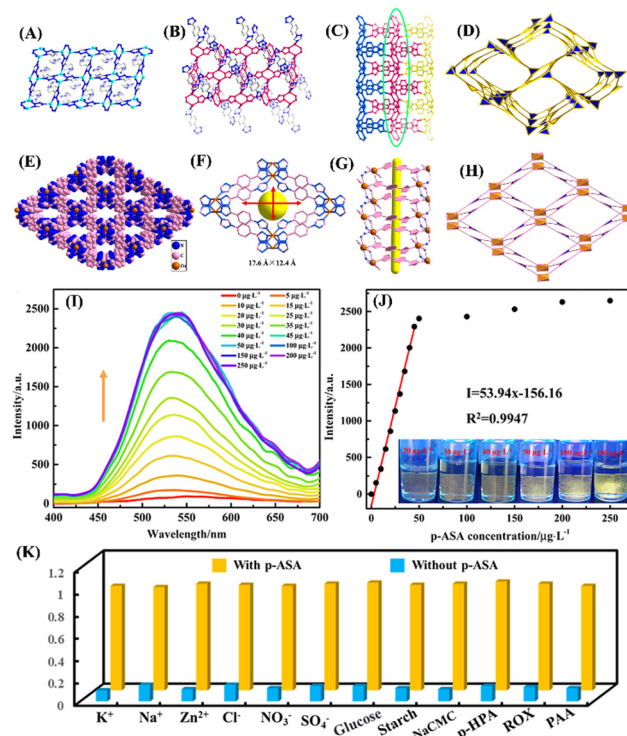 (A)
(B)
(C)
(D)
(E)
N
C
(F)
17.6 Å×12.4 Å
(G)
(H)
(I)
0 μg·L⁻¹ 5 μg·L⁻¹
10 μg·L⁻¹ 15 μg·L⁻¹
20 μg·L⁻¹ 25 μg·L⁻¹
30 μg·L⁻¹ 35 μg·L⁻¹
40 μg·L⁻¹ 45 μg·L⁻¹
50 μg·L⁻¹ 100 μg·L⁻¹
150 μg·L⁻¹ 200 μg·L⁻¹
250 μg·L⁻¹
2500
2000
1500
1000
500
0
Intensity/a.u.
400 450 500 550 600 650 700
Wavelength/nm
(J)
2500
2000
1500
1000
500
0
Intensity/a.u.
I=53.94x-156.16
R²=0.9947
20 μg·L⁻¹ 30 μg·L⁻¹ 40 μg·L⁻¹ 50 μg·L⁻¹ 100 μg·L⁻¹
0 50 100 150 200 250
p-ASA concentration/μg·L⁻¹
(K)
With p-ASA Without p-ASA
1.2
1
0.8
0.6
0.4
0.2
0
K⁺ Na⁺ Zn²⁺ Cl⁻ NO₃⁻ SO₄⁻ Glucose Starch NaCMC p-HPA ROX PAA